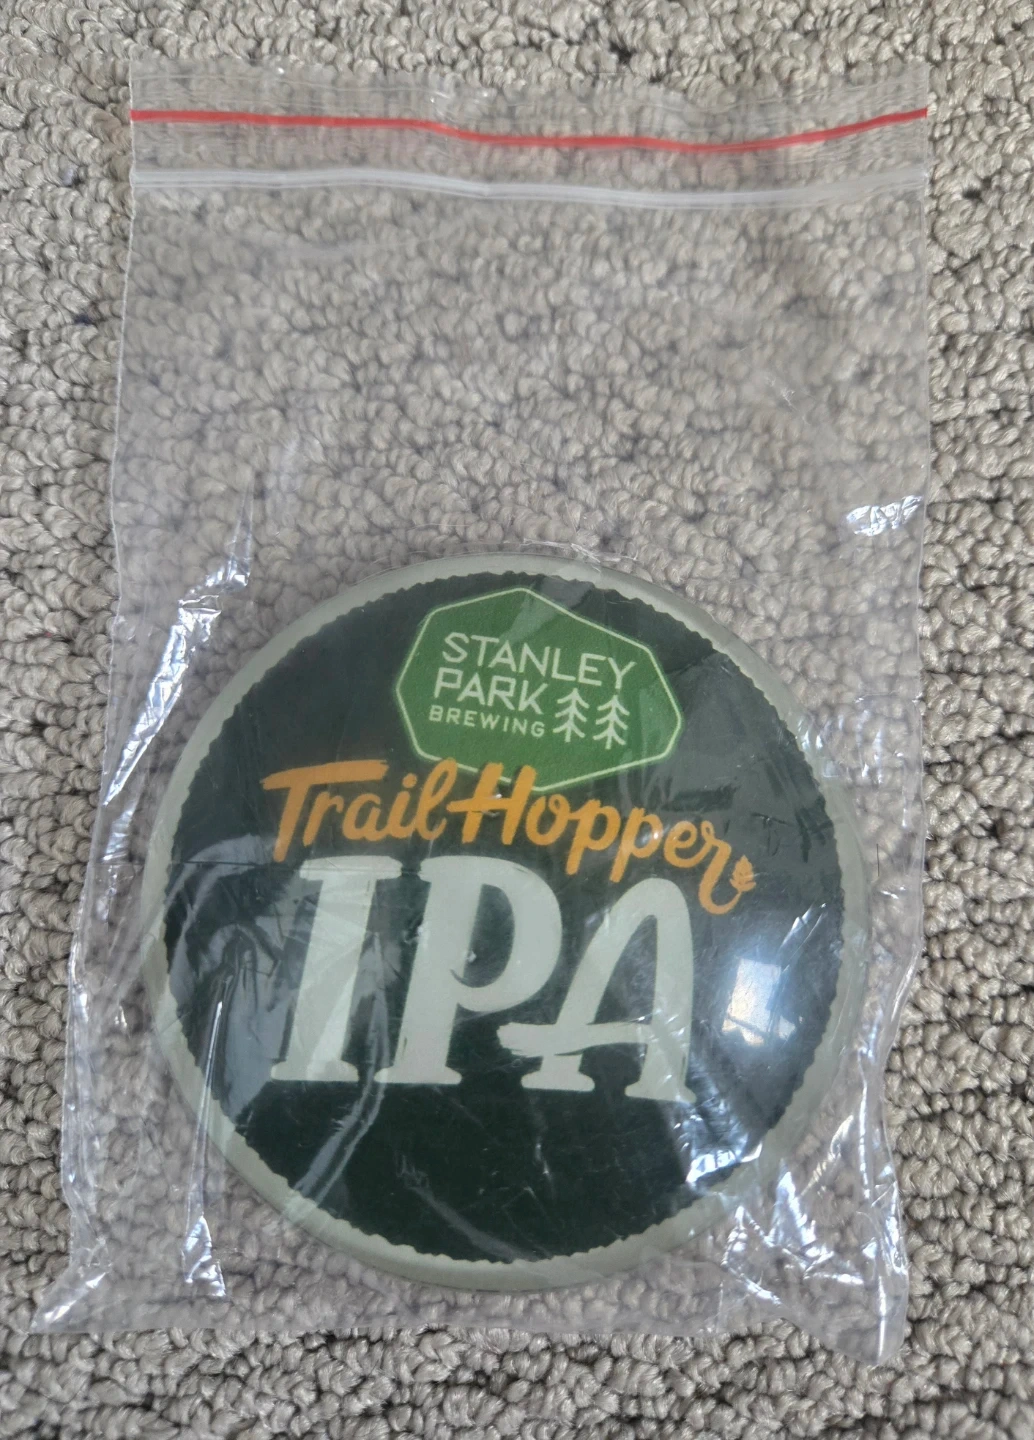 STANLEY
PARK
BREWING
Trail Hopper
IPA